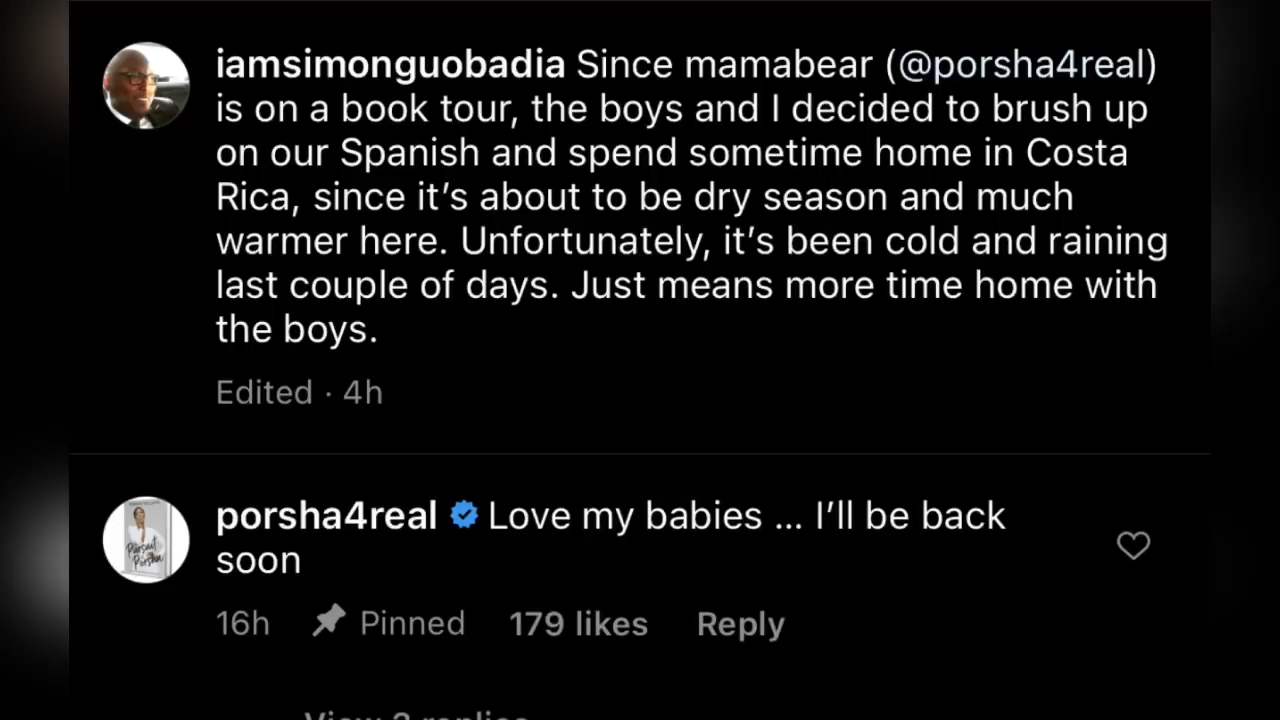 iamsimonguobadia Since mamabear (@porsha4real)
is on a book tour, the boys and I decided to brush up
on our Spanish and spend sometime home in Costa
Rica, since it’s about to be dry season and much
warmer here. Unfortunately, it’s been cold and raining
last couple of days. Just means more time home with
the boys.
Edited · 4h
porsha4real Love my babies ... I’ll be back
soon
16h Pinned 179 likes Reply
Pursuit
Porsha